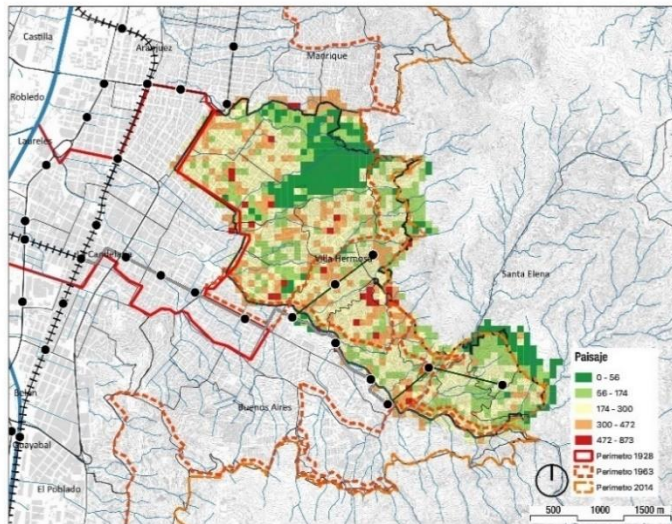 Castilla
Aranjuez
Manrique
Robledo
Laureles
Candelaria
Villa Hermosa
Santa Elena
Belén
Buenos Aires
Guayabal
El Poblado
Paisaje
0 - 56
56 - 174
174 - 300
300 - 472
472 - 873
Perímetro 1928
Perímetro 1963
Perímetro 2014
500 1000 1500 m